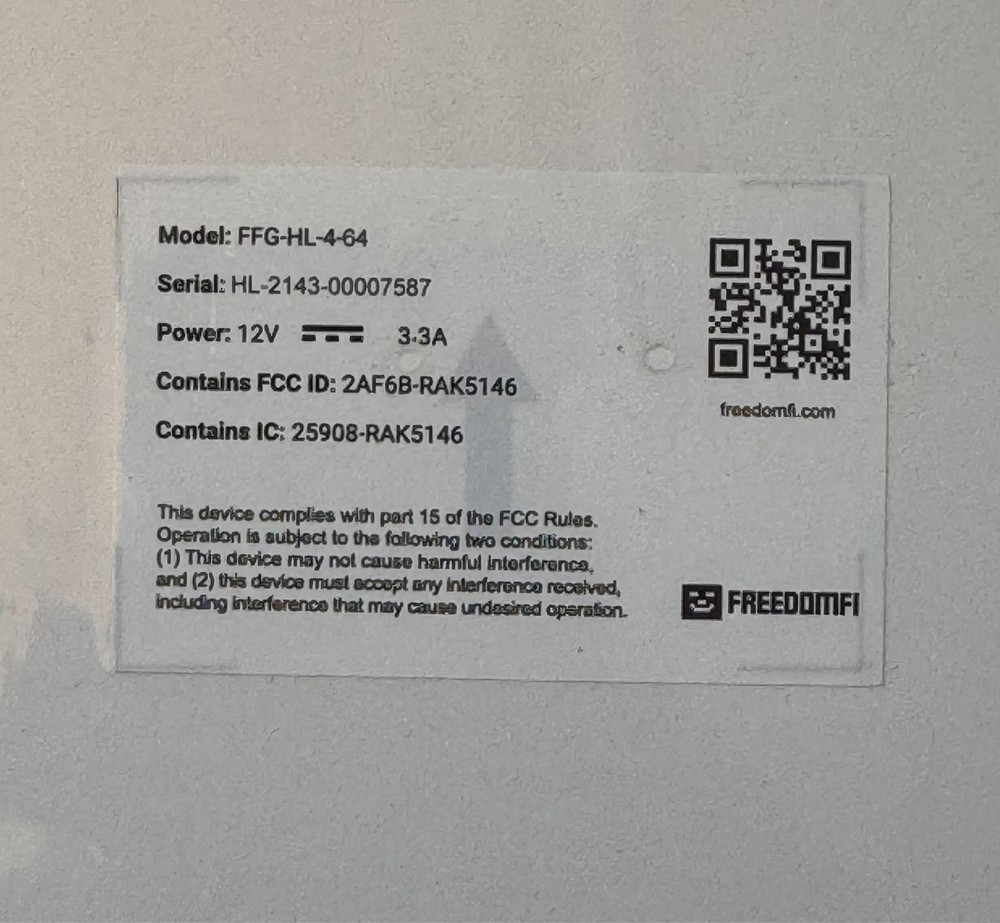 Model: FFG-HL-4-64
Serial: HL-2143-00007587
Power: 12V 3.3A
Contains FCC ID: 2AF6B-RAK5146
Contains IC: 25908-RAK5146
freedomfi.com
This device complies with part 15 of the FCC Rules.
Operation is subject to the following two conditions:
(1) This device may not cause harmful interference,
and (2) this device must accept any interference received,
including interference that may cause undesired operation.
FREEDOMFI